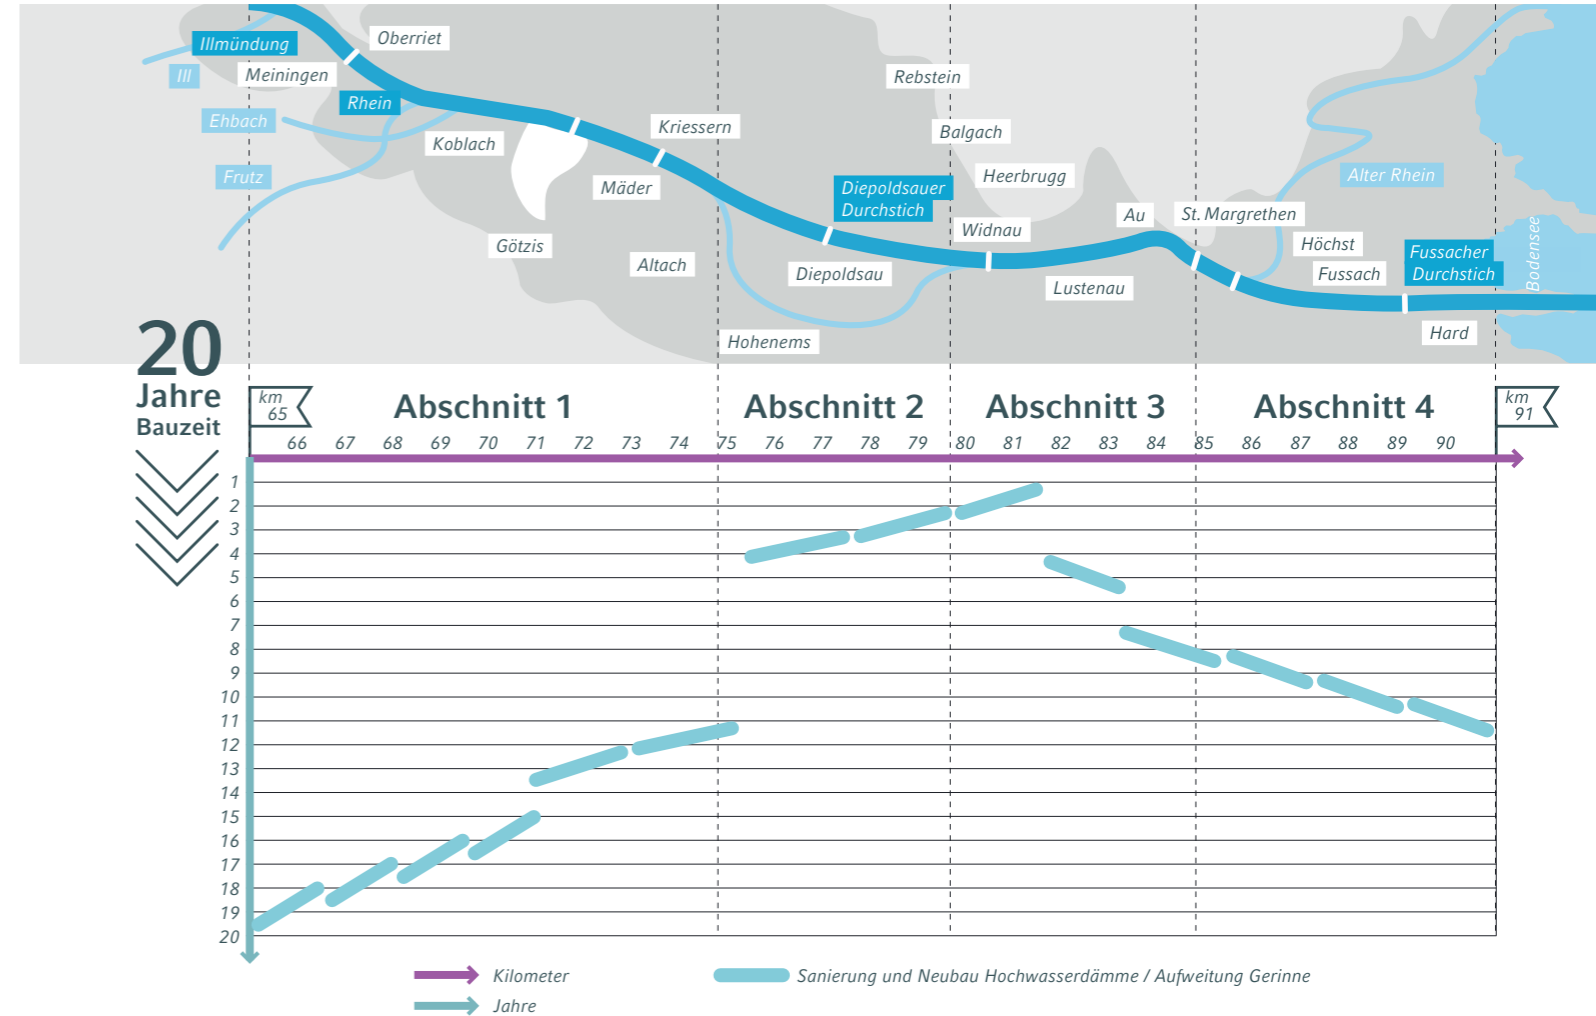 Oberriet
Illmündung
Ill
Meiningen
Rhein
Ehbach
Koblach
Frutz
Götzis
Kriessern
Mäder
Altach
Rebstein
Balgach
Heerbrugg
Diepoldsauer
Durchstich
Widnau
Diepoldsau
Hohenems
Au
Lustenau
St. Margrethen
Alter Rhein
Höchst
Fussach
Fussacher
Durchstich
Bodensee
Hard
20
Jahre
Bauzeit
km
65
Abschnitt 1
Abschnitt 2
Abschnitt 3
Abschnitt 4
km
91
66 67 68 69 70 71 72 73 74 75 76 77 78 79 80 81 82 83 84 85 86 87 88 89 90
1
2
3
4
5
6
7
8
9
10
11
12
13
14
15
16
17
18
19
20
Kilometer
Sanierung und Neubau Hochwasserdämme / Aufweitung Gerinne
Jahre